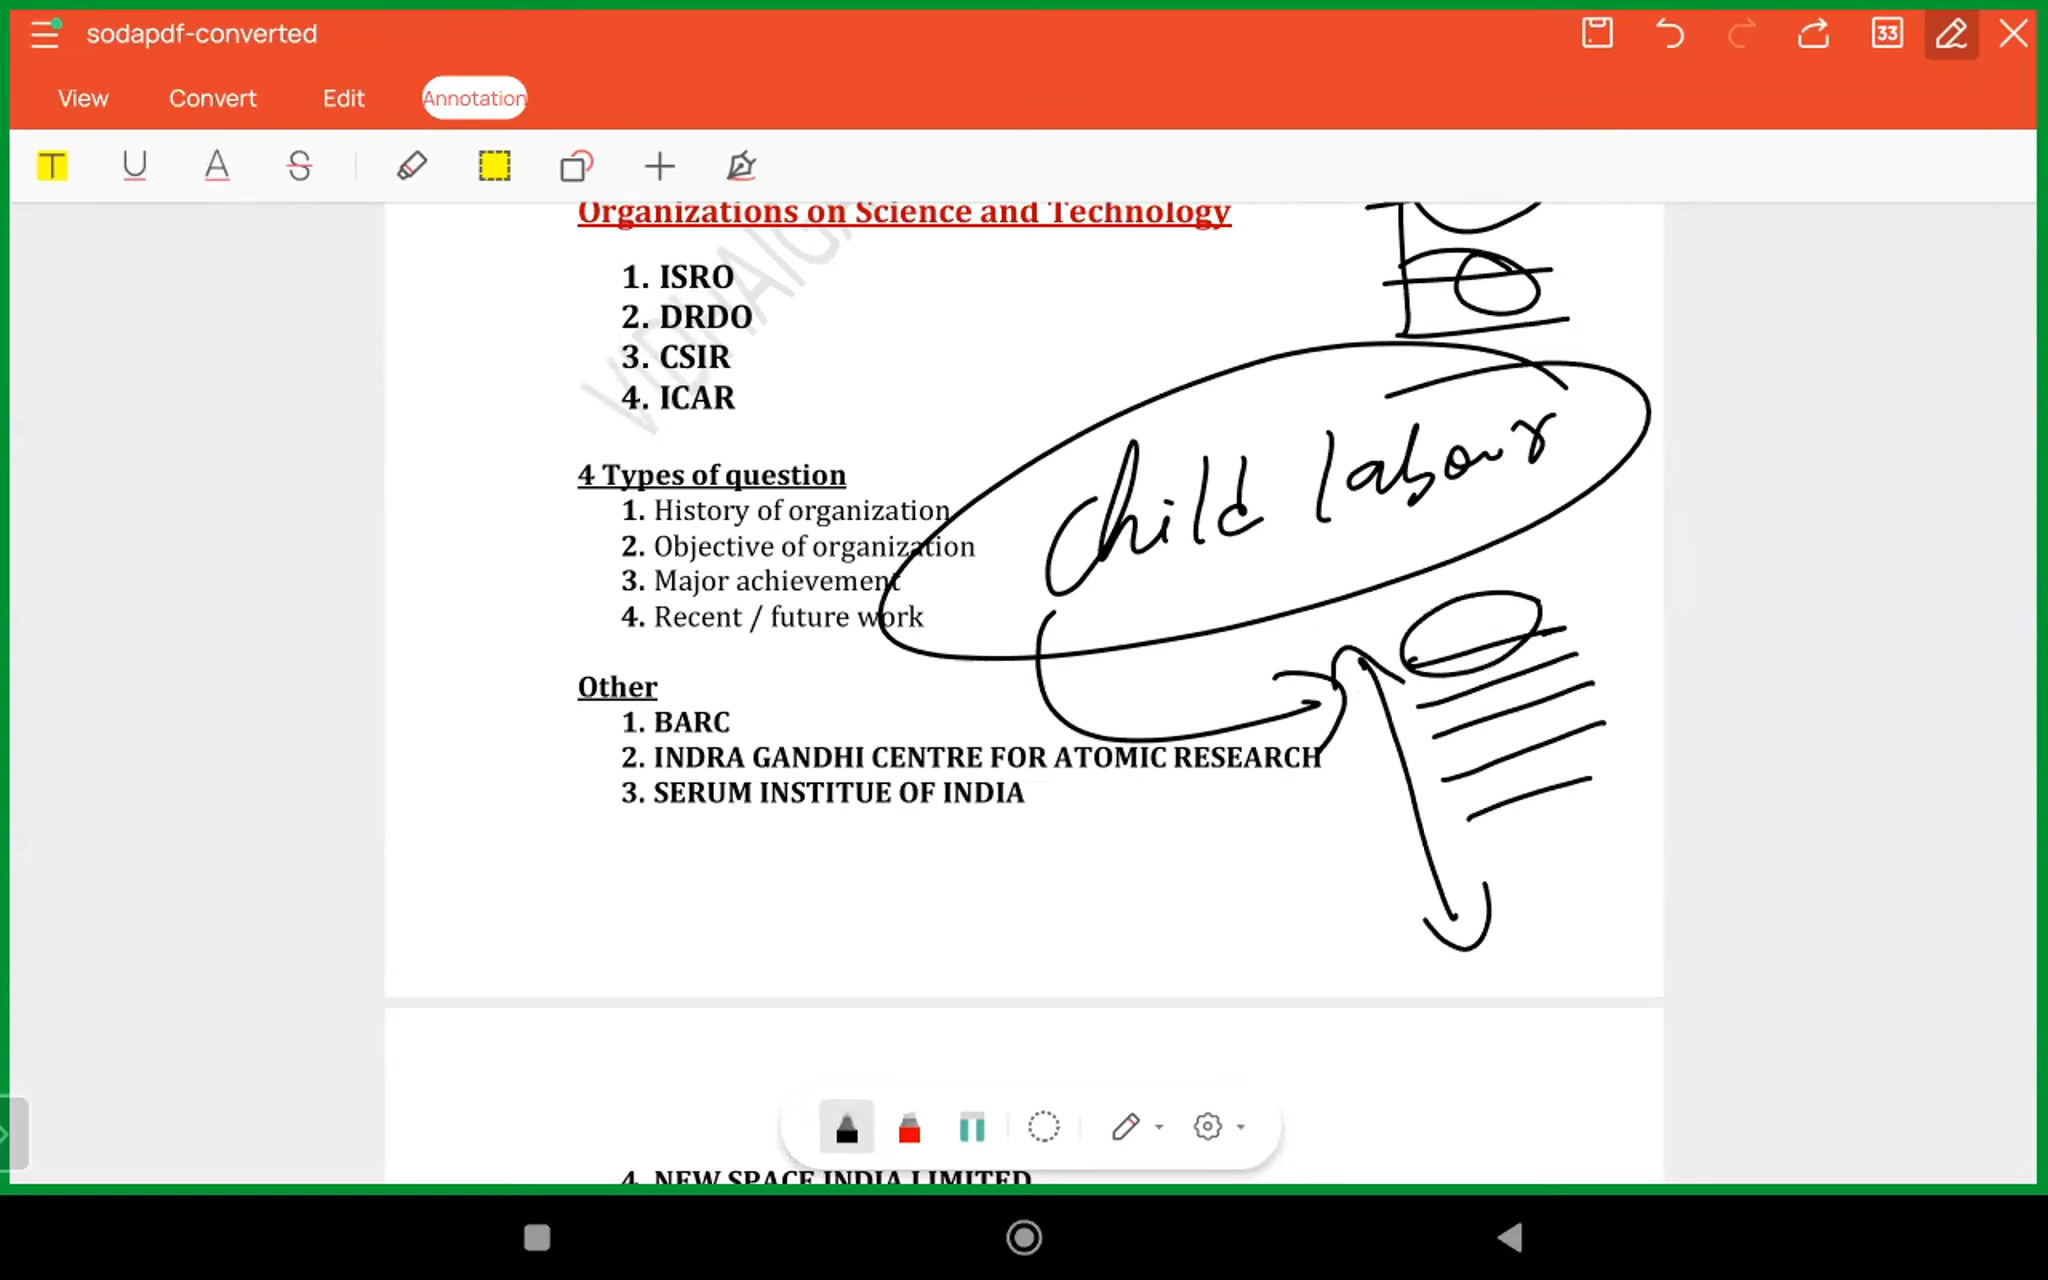 sodapdf-converted
33
View Convert Edit Annotation
T U A S
Organizations on Science and Technology
1. ISRO
2. DRDO
3. CSIR
4. ICAR
child labour
4 Types of question
1. History of organization
2. Objective of organization
3. Major achievement
4. Recent / future work
Other
1. BARC
2. INDRA GANDHI CENTRE FOR ATOMIC RESEARCH
3. SERUM INSTITUE OF INDIA
4. NEW SPACE INDIA LIMITED